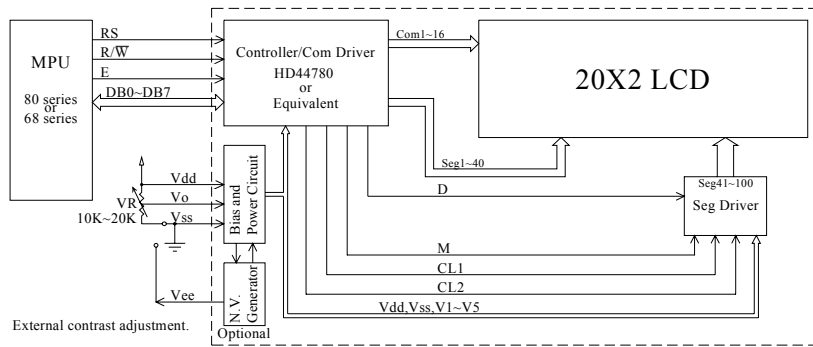 MPU
80 series
or
68 series
RS
R/W̅
E
DB0~DB7
Controller/Com Driver
HD44780
or
Equivalent
Com1~16
20X2 LCD
Seg1~40
Seg41~100
Seg Driver
D
M
CL1
CL2
Vdd,Vss,V1~V5
Bias and
Power Circuit
Vdd
Vo
Vss
VR
10K~20K
Vee
N.V.
Generator
Optional
External contrast adjustment.